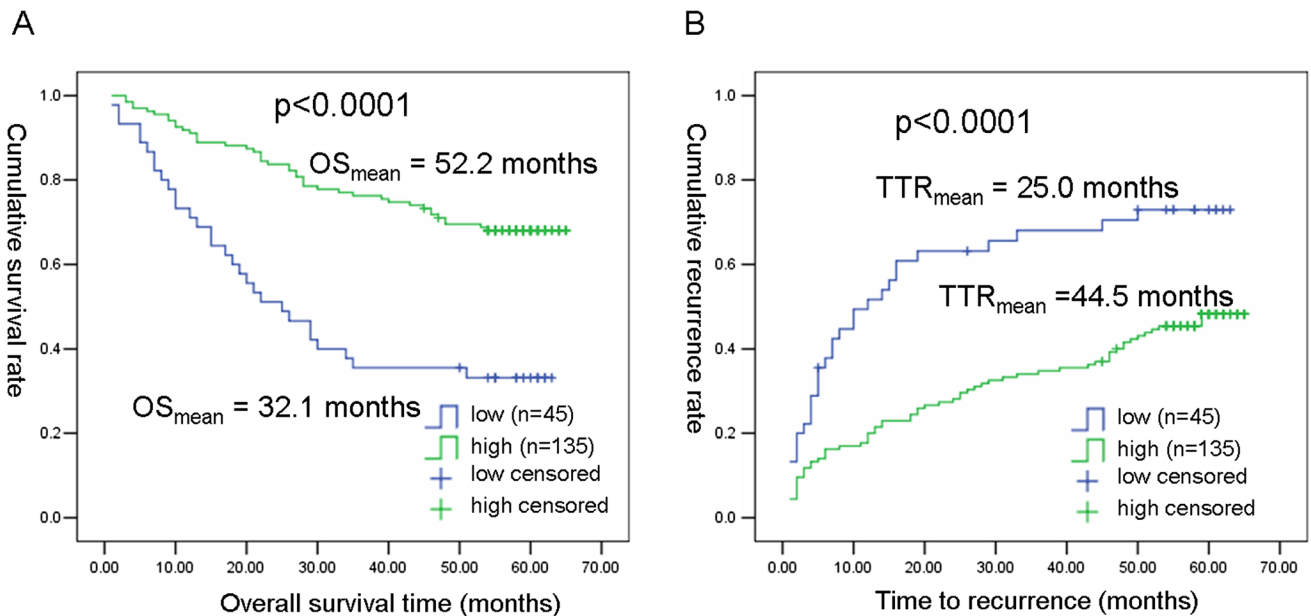 A
p<0.0001
OSmean = 52.2 months
OSmean = 32.1 months
low (n=45)
high (n=135)
low censored
high censored
Cumulative survival rate
1.0
0.8
0.6
0.4
0.2
0.0
0.00 10.00 20.00 30.00 40.00 50.00 60.00 70.00
Overall survival time (months)
B
p<0.0001
TTRmean = 25.0 months
TTRmean =44.5 months
low (n=45)
high (n=135)
low censored
high censored
Cumulative recurrence rate
1.0
0.8
0.6
0.4
0.2
0.0
0.00 10.00 20.00 30.00 40.00 50.00 60.00 70.00
Time to recurrence (months)